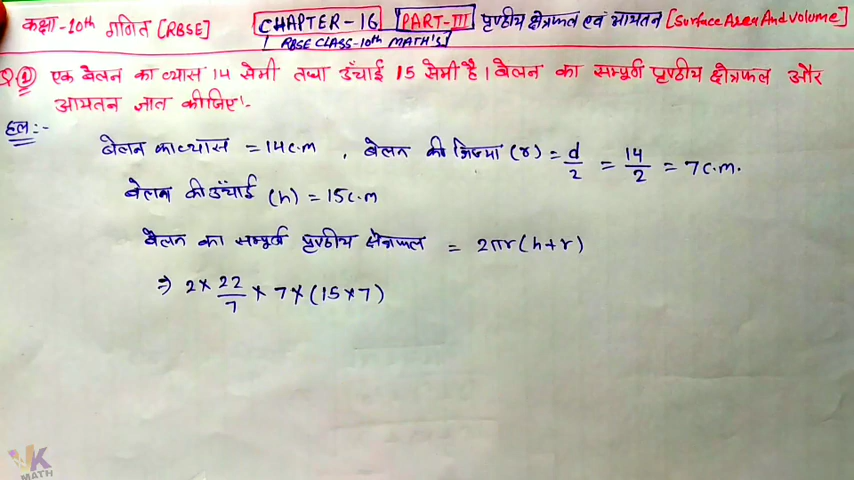 कक्षा-10th गणित [RBSE] CHAPTER-16 PART-III पृष्ठीय क्षेत्रफल एवं आयतन [Surface Area And Volume]
RBSE CLASS-10th MATH'S
Q.① एक बेलन का व्यास 14 सेमी तथा ऊँचाई 15 सेमी है। बेलन का सम्पूर्ण पृष्ठीय क्षेत्रफल और
आयतन ज्ञात कीजिए:-
हल:-
बेलन का व्यास = 14c.m , बेलन की त्रिज्या (r) = d/2 = 14/2 = 7c.m.
बेलन की ऊँचाई (h) = 15c.m
बेलन का सम्पूर्ण पृष्ठीय क्षेत्रफल = 2πr(h+r)
⇒ 2 × 22/7 × 7 × (15×7)
VK
MATH